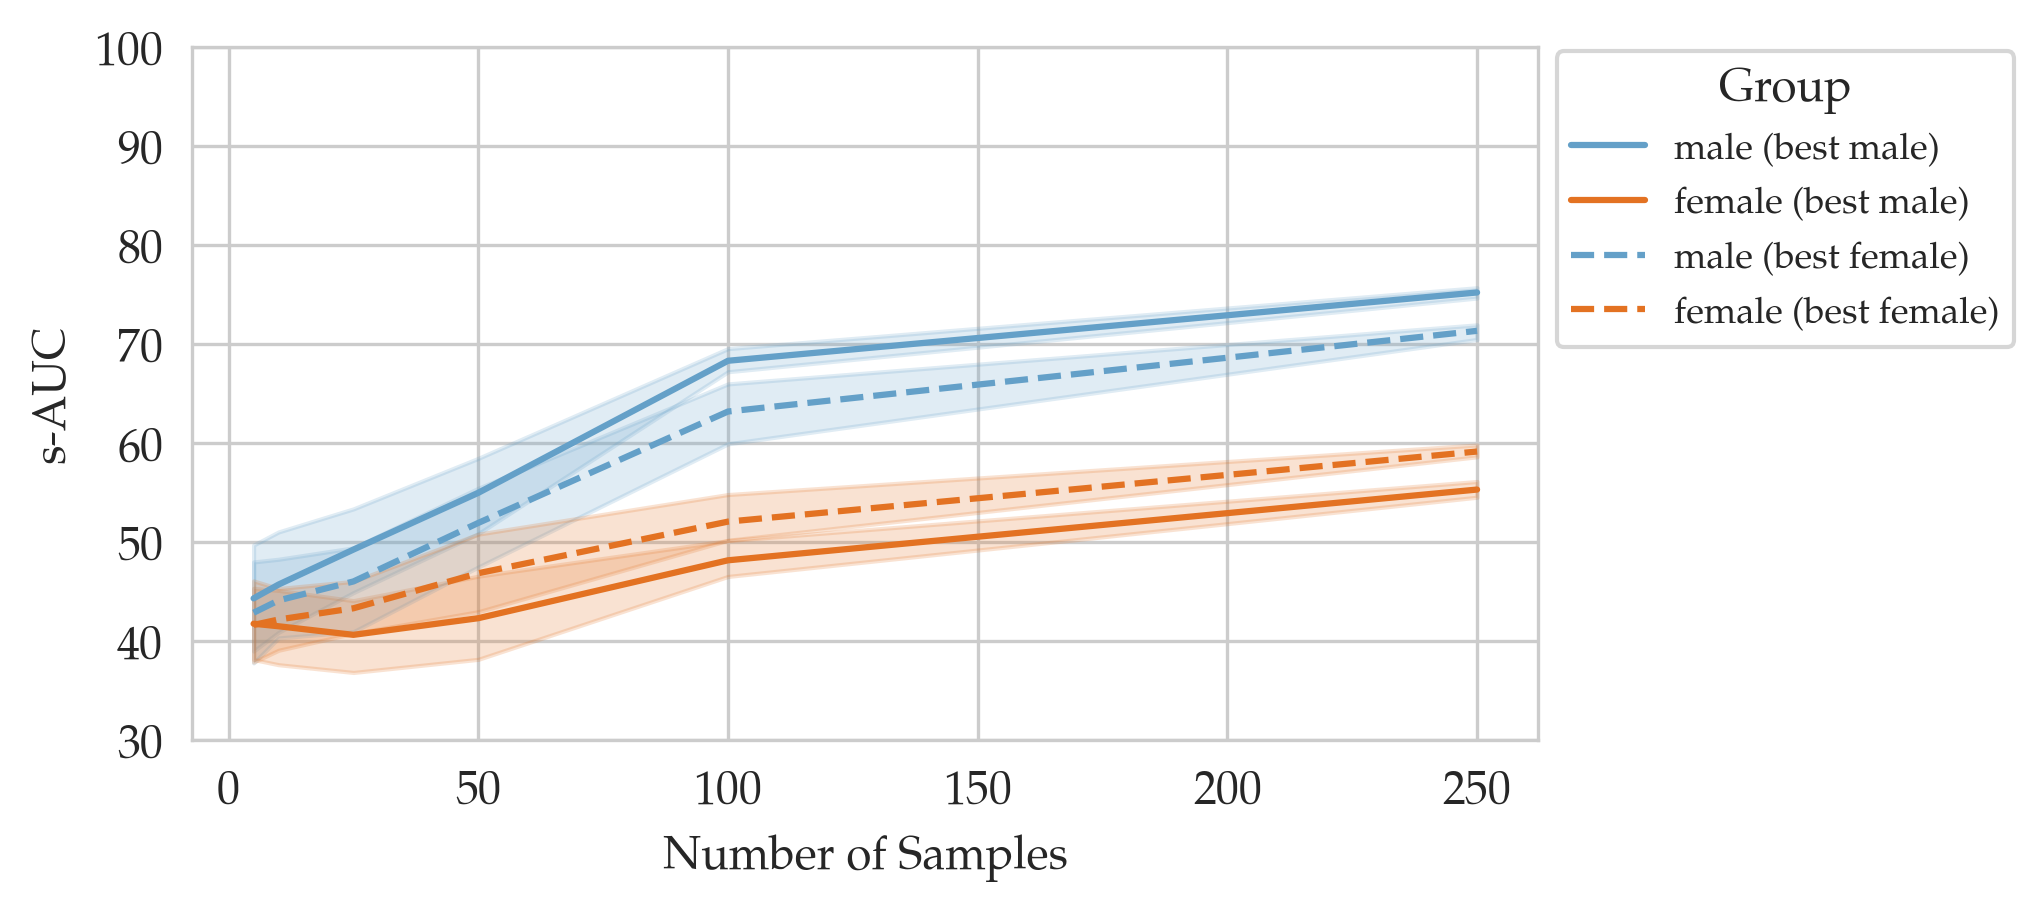 100
90
80
70
60
50
40
30
s-AUC
0 50 100 150 200 250
Number of Samples
Group
male (best male)
female (best male)
male (best female)
female (best female)